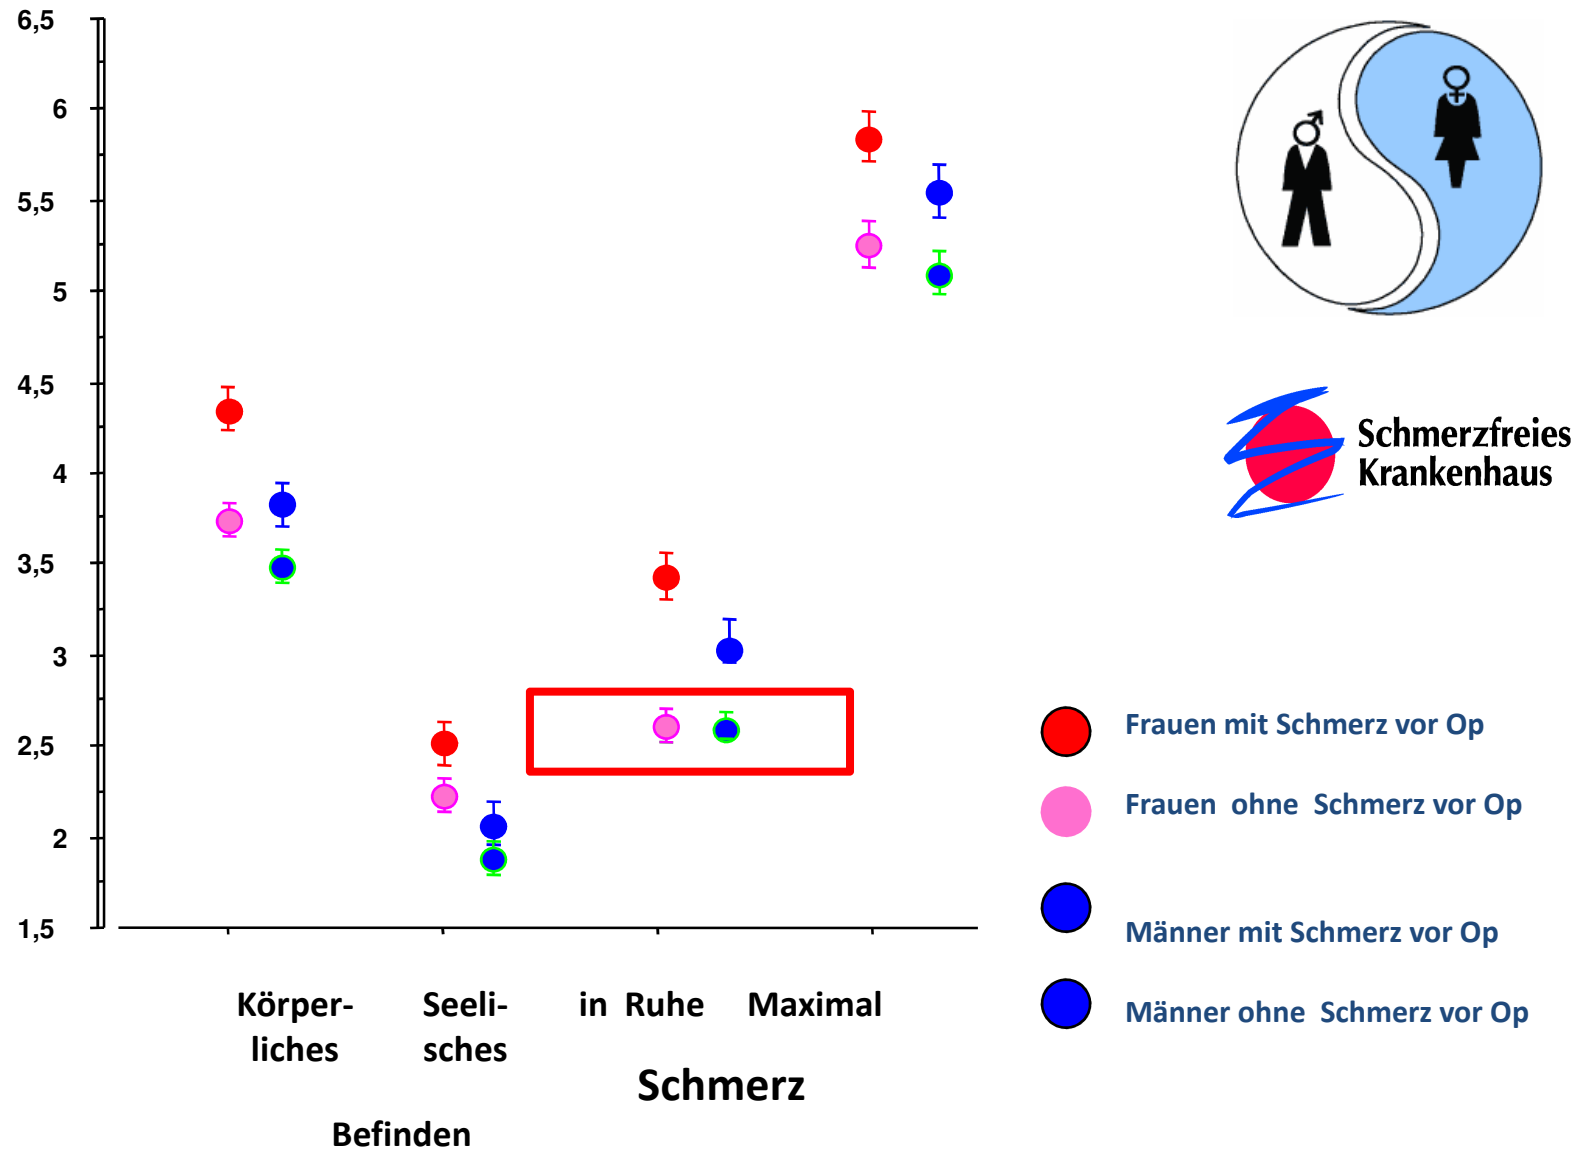 6,5
6
5,5
5
4,5
4
3,5
3
2,5
2
1,5
Körper-
liches
Seeli-
sches
in Ruhe
Maximal
Schmerz
Befinden
Schmerzfreies
Krankenhaus
Frauen mit Schmerz vor Op
Frauen ohne Schmerz vor Op
Männer mit Schmerz vor Op
Männer ohne Schmerz vor Op